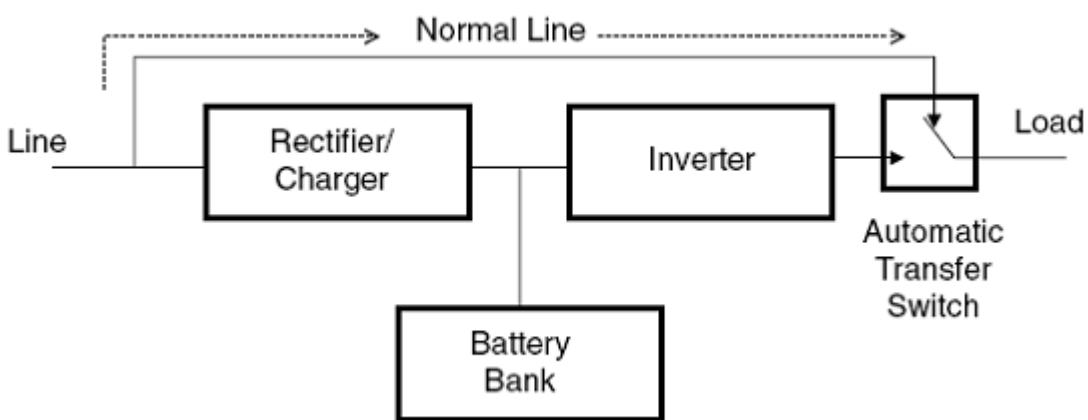 Normal Line
Line
Rectifier/
Charger
Inverter
Load
Automatic
Transfer
Switch
Battery
Bank